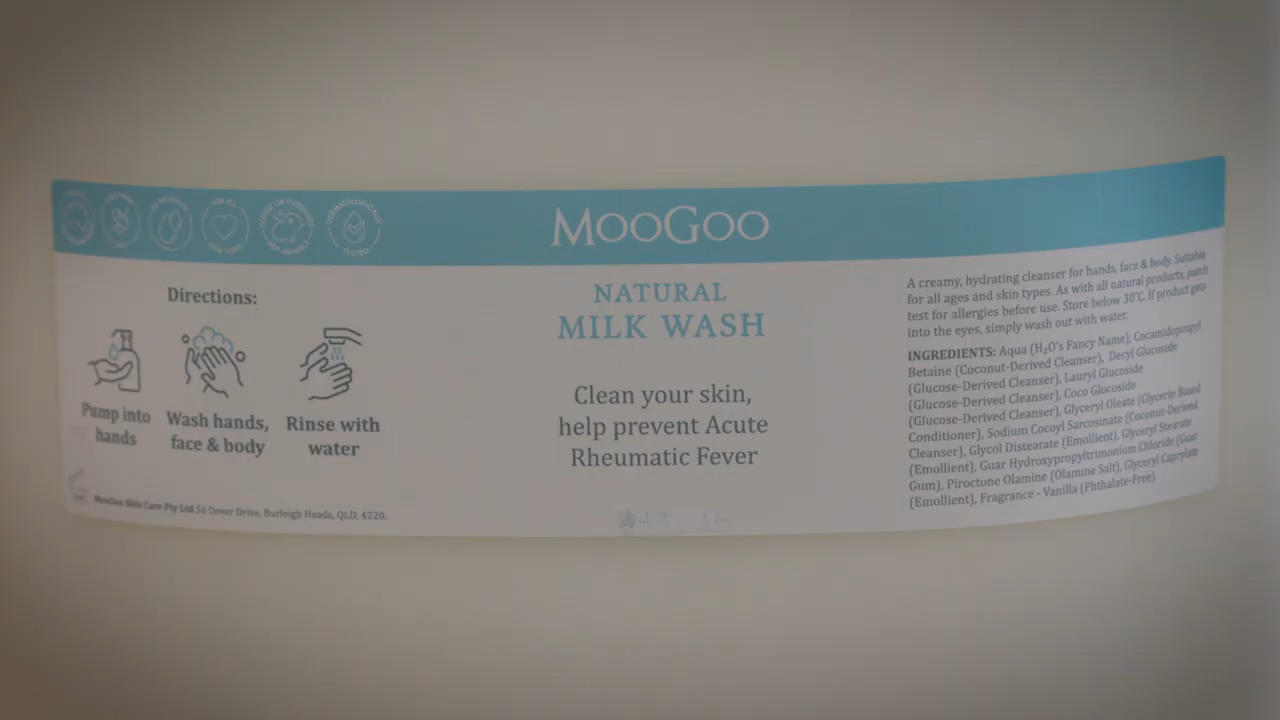 MooGoo
TESTED
Directions:
Pump into
hands
Wash hands,
face & body
Rinse with
water
MooGoo Skin Care Pty Ltd 56 Dover Drive, Burleigh Heads, QLD, 4220.
NATURAL
MILK WASH
Clean your skin,
help prevent Acute
Rheumatic Fever
A creamy, hydrating cleanser for hands, face & body. Suitable
for all ages and skin types. As with all natural products, patch
test for allergies before use. Store below 30°C. If product gets
into the eyes, simply wash out with water.
INGREDIENTS: Aqua (H₂O's Fancy Name), Cocamidopropyl
Betaine (Coconut-Derived Cleanser), Decyl Glucoside
(Glucose-Derived Cleanser), Lauryl Glucoside
(Glucose-Derived Cleanser), Coco Glucoside
(Glucose-Derived Cleanser), Glyceryl Oleate (Glycerin Based
Conditioner), Sodium Cocoyl Sarcosinate (Coconut-Derived
Cleanser), Glycol Distearate (Emollient), Glyceryl Stearate
(Emollient), Guar Hydroxypropyltrimonium Chloride (Guar
Gum), Piroctone Olamine (Olamine Salt), Glyceryl Caprylate
(Emollient), Fragrance - Vanilla (Phthalate-Free).